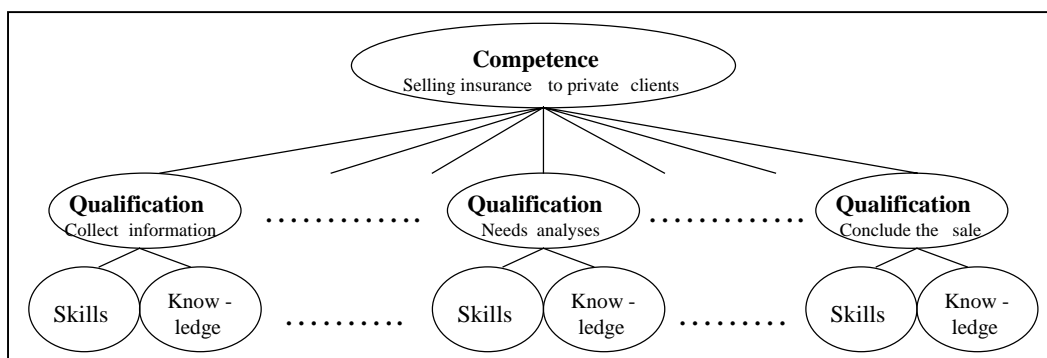 Competence
Selling insurance to private clients
Qualification
Collect information
..............
Qualification
Needs analyses
..............
Qualification
Conclude the sale
Skills
Know -
ledge
...........
Skills
Know -
ledge
..........
Skills
Know -
ledge